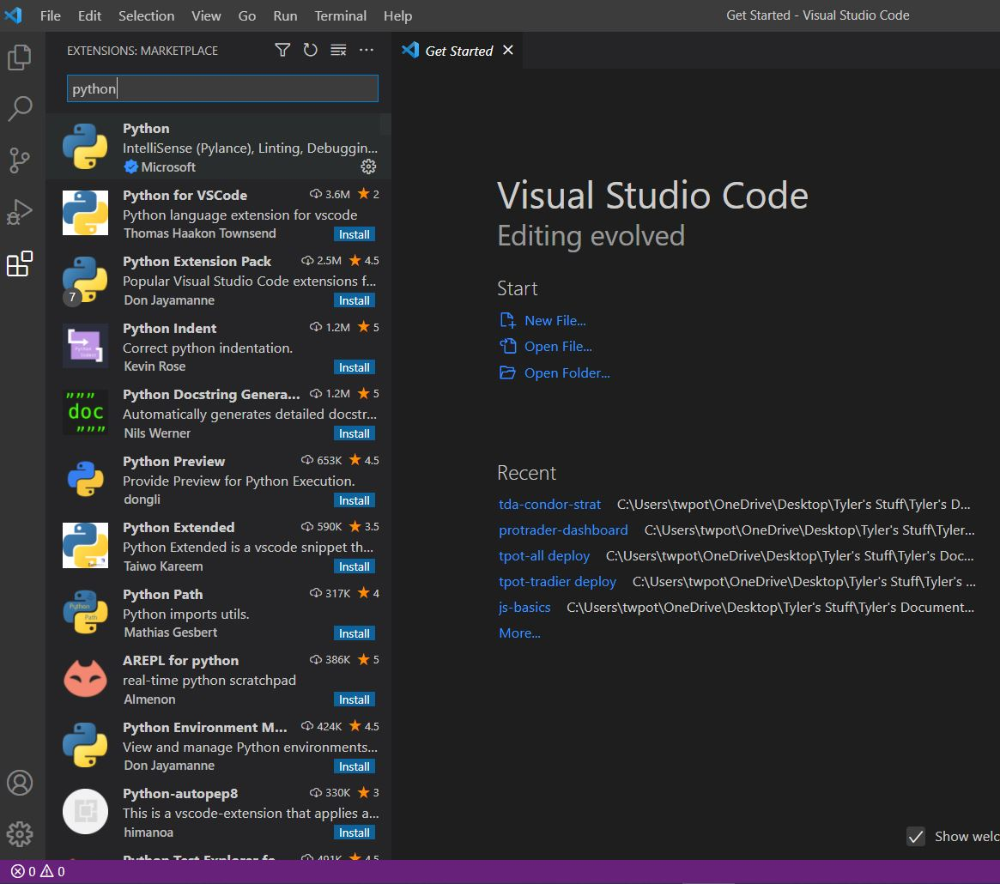 File Edit Selection View Go Run Terminal Help
Get Started - Visual Studio Code
EXTENSIONS: MARKETPLACE
Get Started
python
Python
IntelliSense (Pylance), Linting, Debuggin...
Microsoft
Python for VSCode 3.6M 2
Python language extension for vscode
Thomas Haakon Townsend Install
Python Extension Pack 2.5M 4.5
Popular Visual Studio Code extensions f...
7
Don Jayamanne Install
Python Indent 1.2M 5
Correct python indentation.
Python
Indent
Kevin Rose Install
Python Docstring Genera... 1.2M 5
"""
doc
"""
Automatically generates detailed docstr...
Nils Werner Install
Python Preview 653K 4.5
Provide Preview for Python Execution.
dongli Install
Python Extended 590K 3.5
Python Extended is a vscode snippet th...
Taiwo Kareem Install
Python Path 317K 4
Python
Path
Python imports utils.
Mathias Gesbert Install
AREPL for python 386K 5
real-time python scratchpad
Almenon Install
Python Environment M... 424K 4.5
View and manage Python environments...
Don Jayamanne Install
Python-autopep8 330K 3
This is a vscode-extension that applies a...
himanoa Install
Python Test Explorer fo... 491K 4.5
Visual Studio Code
Editing evolved
Start
New File...
Open File...
Open Folder...
Recent
tda-condor-strat C:\Users\twpot\OneDrive\Desktop\Tyler's Stuff\Tyler's D...
protrader-dashboard C:\Users\twpot\OneDrive\Desktop\Tyler's Stuff\Tyler...
tpot-all deploy C:\Users\twpot\OneDrive\Desktop\Tyler's Stuff\Tyler's Doc...
tpot-tradier deploy C:\Users\twpot\OneDrive\Desktop\Tyler's Stuff\Tyler's ...
js-basics C:\Users\twpot\OneDrive\Desktop\Tyler's Stuff\Tyler's Document...
More...
Show welc
0 0